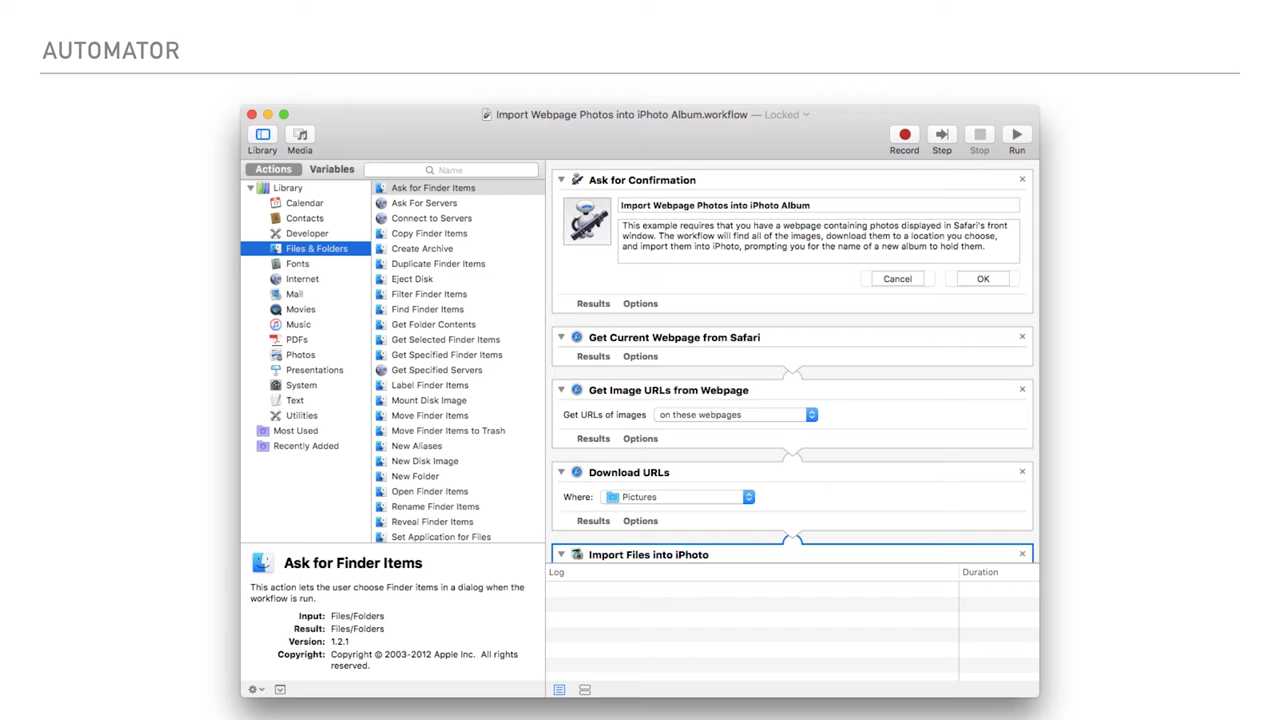 AUTOMATOR
Import Webpage Photos into iPhoto Album.workflow — Locked
Library
Media
Record
Step
Stop
Run
Actions
Variables
Name
Library
Calendar
Contacts
Developer
Files & Folders
Fonts
Internet
Mail
Movies
Music
PDFs
Photos
Presentations
System
Text
Utilities
Most Used
Recently Added
Ask for Finder Items
Ask For Servers
Connect to Servers
Copy Finder Items
Create Archive
Duplicate Finder Items
Eject Disk
Filter Finder Items
Find Finder Items
Get Folder Contents
Get Selected Finder Items
Get Specified Finder Items
Get Specified Servers
Label Finder Items
Mount Disk Image
Move Finder Items
Move Finder Items to Trash
New Aliases
New Disk Image
New Folder
Open Finder Items
Rename Finder Items
Reveal Finder Items
Set Application for Files
Ask for Finder Items
This action lets the user choose Finder items in a dialog when the
workflow is run.
Input: Files/Folders
Result: Files/Folders
Version: 1.2.1
Copyright: Copyright © 2003-2012 Apple Inc. All rights
reserved.
Ask for Confirmation
Import Webpage Photos into iPhoto Album
This example requires that you have a webpage containing photos displayed in Safari's front
window. The workflow will find all of the images, download them to a location you choose,
and import them into iPhoto, prompting you for the name of a new album to hold them.
Cancel
OK
Results Options
Get Current Webpage from Safari
Results Options
Get Image URLs from Webpage
Get URLs of images on these webpages
Results Options
Download URLs
Where: Pictures
Results Options
Import Files into iPhoto
Log
Duration